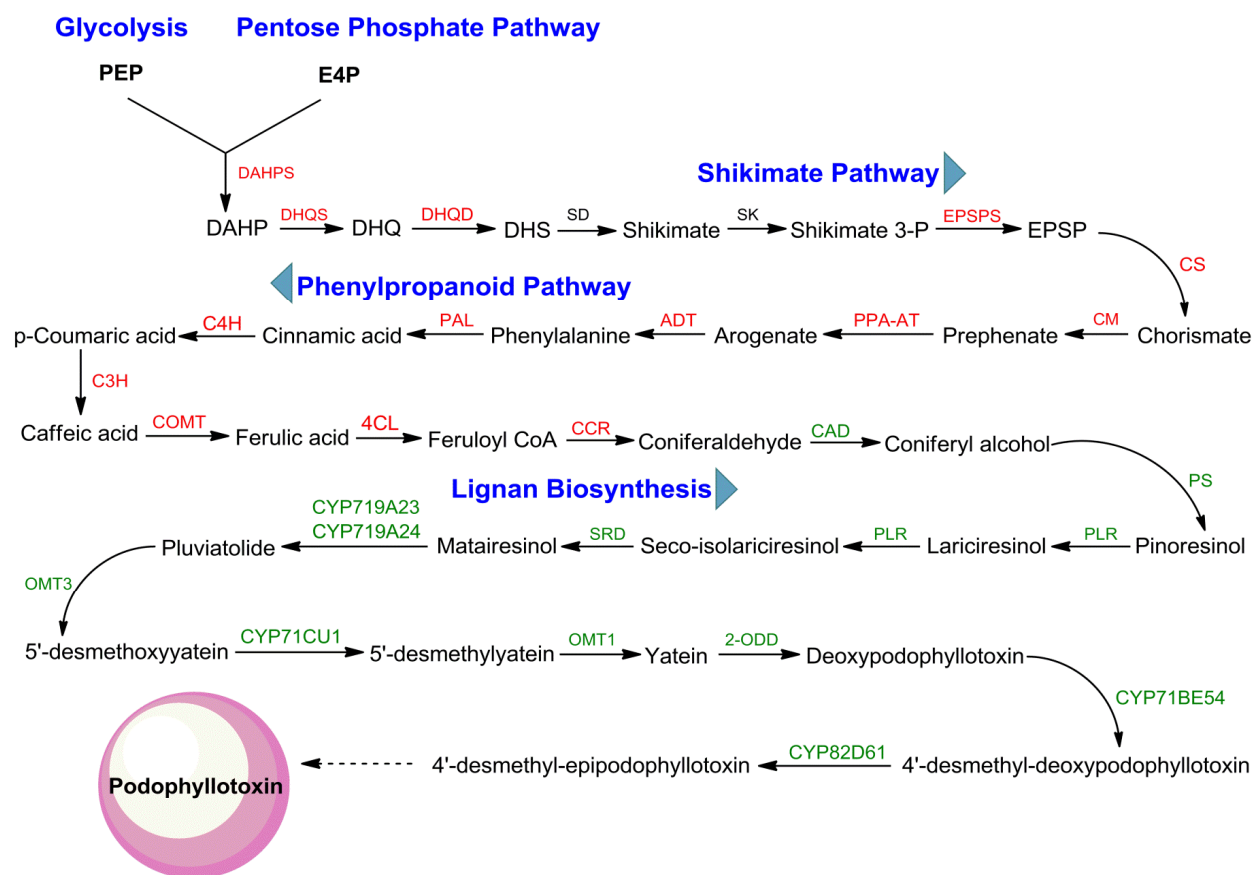 Glycolysis
Pentose Phosphate Pathway
PEP
E4P
DAHPS
Shikimate Pathway
DAHP
DHQS
DHQ
DHQD
DHS
SD
Shikimate
SK
Shikimate 3-P
EPSPS
EPSP
CS
Phenylpropanoid Pathway
p-Coumaric acid
C4H
Cinnamic acid
PAL
Phenylalanine
ADT
Arogenate
PPA-AT
Prephenate
CM
Chorismate
C3H
Caffeic acid
COMT
Ferulic acid
4CL
Feruloyl CoA
CCR
Coniferaldehyde
CAD
Coniferyl alcohol
PS
Lignan Biosynthesis
CYP719A23
CYP719A24
Pluviatolide
Matairesinol
SRD
Seco-isolariciresinol
PLR
Lariciresinol
PLR
Pinoresinol
OMT3
5'-desmethoxyyatein
CYP71CU1
5'-desmethylyatein
OMT1
Yatein
2-ODD
Deoxypodophyllotoxin
CYP71BE54
Podophyllotoxin
4'-desmethyl-epipodophyllotoxin
CYP82D61
4'-desmethyl-deoxypodophyllotoxin